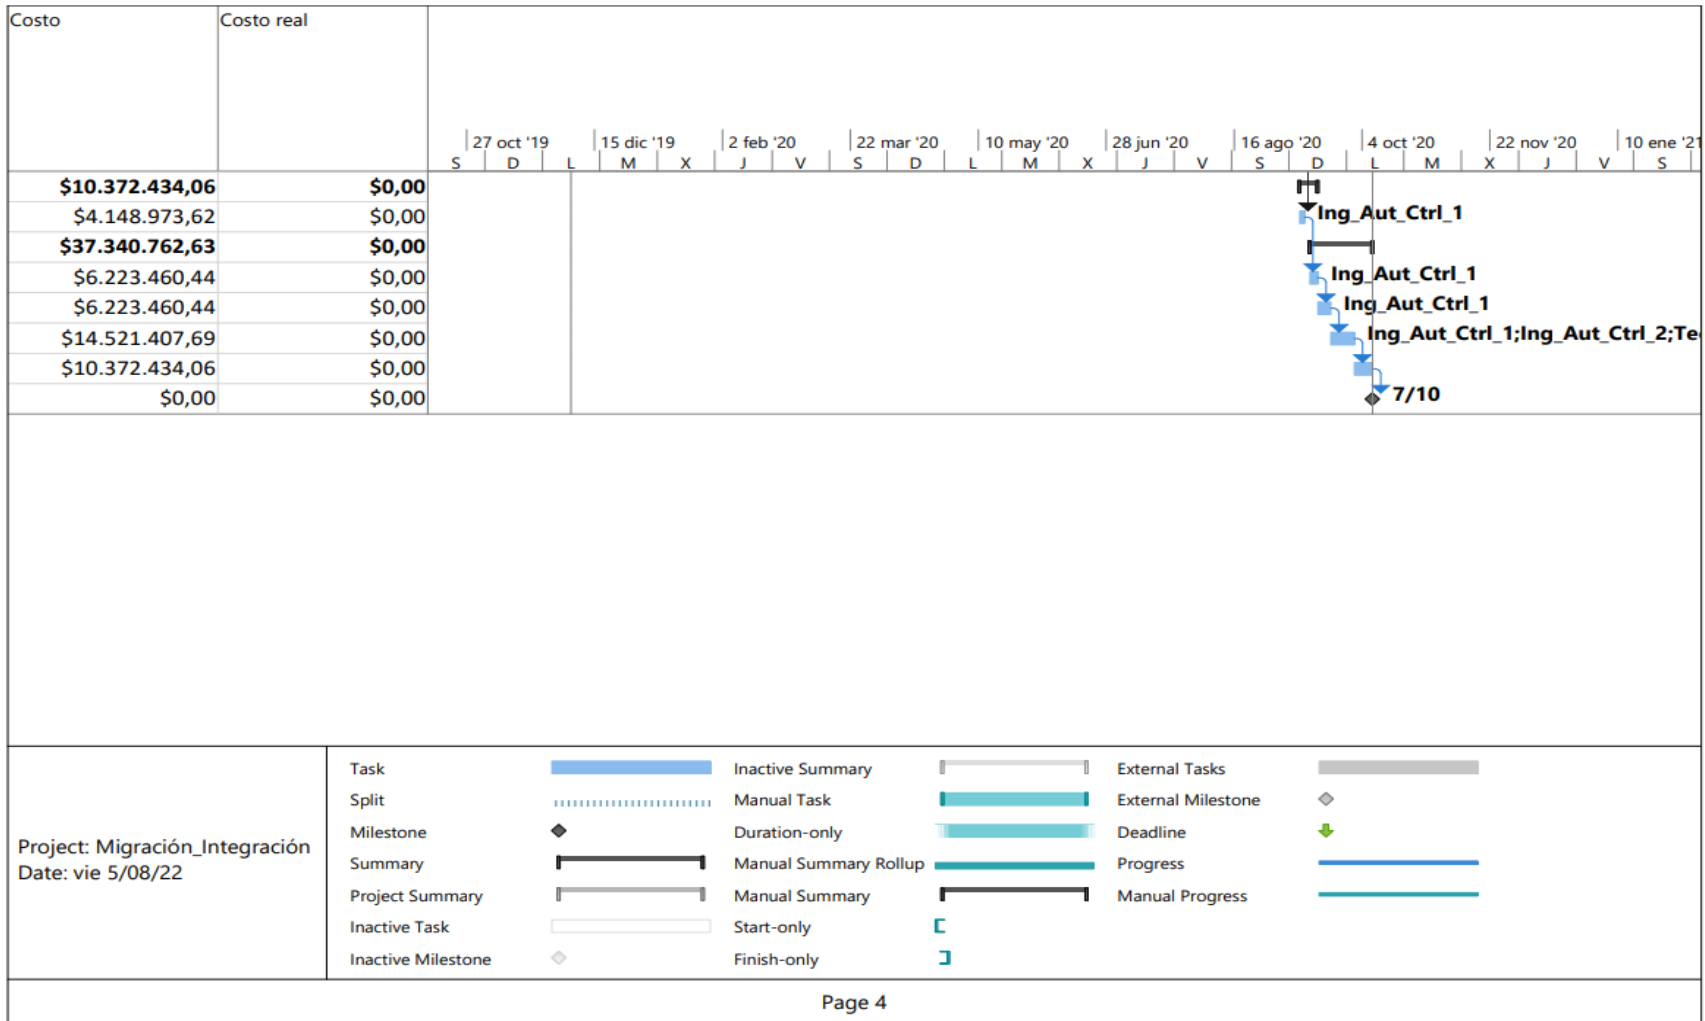 Costo Costo real
27 oct '19 15 dic '19 2 feb '20 22 mar '20 10 may '20 28 jun '20 16 ago '20 4 oct '20 22 nov '20 10 ene '21
S D L M X J V S D L M X J V S D L M X J V S
$10.372.434,06 $0,00
$4.148.973,62 $0,00 Ing_Aut_Ctrl_1
$37.340.762,63 $0,00
$6.223.460,44 $0,00 Ing_Aut_Ctrl_1
$6.223.460,44 $0,00 Ing_Aut_Ctrl_1
$14.521.407,69 $0,00 Ing_Aut_Ctrl_1;Ing_Aut_Ctrl_2;Te
$10.372.434,06 $0,00
$0,00 $0,00 7/10
Project: Migración_Integración
Date: vie 5/08/22
Task Inactive Summary External Tasks
Split Manual Task External Milestone
Milestone Duration-only Deadline
Summary Manual Summary Rollup Progress
Project Summary Manual Summary Manual Progress
Inactive Task Start-only
Inactive Milestone Finish-only
Page 4